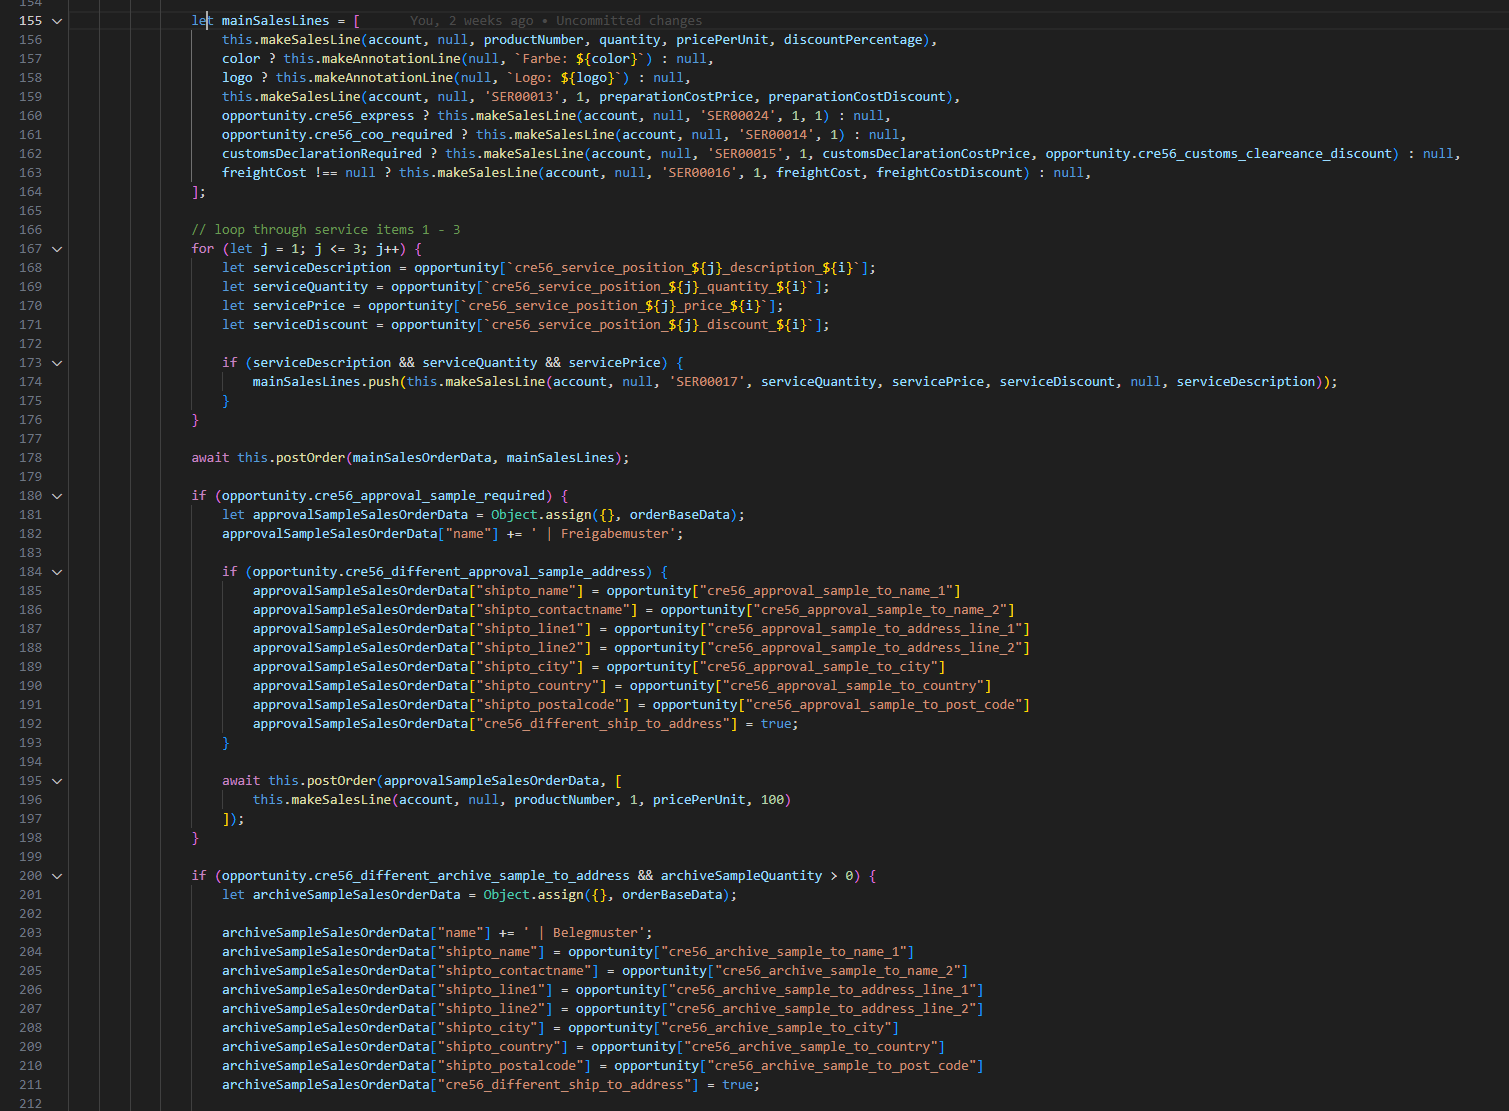 154
155 let mainSalesLines = [ You, 2 weeks ago • Uncommitted changes
156 this.makeSalesLine(account, null, productNumber, quantity, pricePerUnit, discountPercentage),
157 color ? this.makeAnnotationLine(null, `Farbe: ${color}`) : null,
158 logo ? this.makeAnnotationLine(null, `Logo: ${logo}`) : null,
159 this.makeSalesLine(account, null, 'SER00013', 1, preparationCostPrice, preparationCostDiscount),
160 opportunity.cre56_express ? this.makeSalesLine(account, null, 'SER00024', 1, 1) : null,
161 opportunity.cre56_coo_required ? this.makeSalesLine(account, null, 'SER00014', 1) : null,
162 customsDeclarationRequired ? this.makeSalesLine(account, null, 'SER00015', 1, customsDeclarationCostPrice, opportunity.cre56_customs_cleareance_discount) : null,
163 freightCost !== null ? this.makeSalesLine(account, null, 'SER00016', 1, freightCost, freightCostDiscount) : null,
164 ];
165
166 // loop through service items 1 - 3
167 for (let j = 1; j <= 3; j++) {
168 let serviceDescription = opportunity[`cre56_service_position_${j}_description_${i}`];
169 let serviceQuantity = opportunity[`cre56_service_position_${j}_quantity_${i}`];
170 let servicePrice = opportunity[`cre56_service_position_${j}_price_${i}`];
171 let serviceDiscount = opportunity[`cre56_service_position_${j}_discount_${i}`];
172
173 if (serviceDescription && serviceQuantity && servicePrice) {
174 mainSalesLines.push(this.makeSalesLine(account, null, 'SER00017', serviceQuantity, servicePrice, serviceDiscount, null, serviceDescription));
175 }
176 }
177
178 await this.postOrder(mainSalesOrderData, mainSalesLines);
179
180 if (opportunity.cre56_approval_sample_required) {
181 let approvalSampleSalesOrderData = Object.assign({}, orderBaseData);
182 approvalSampleSalesOrderData["name"] += ' | Freigabemuster';
183
184 if (opportunity.cre56_different_approval_sample_address) {
185 approvalSampleSalesOrderData["shipto_name"] = opportunity["cre56_approval_sample_to_name_1"]
186 approvalSampleSalesOrderData["shipto_contactname"] = opportunity["cre56_approval_sample_to_name_2"]
187 approvalSampleSalesOrderData["shipto_line1"] = opportunity["cre56_approval_sample_to_address_line_1"]
188 approvalSampleSalesOrderData["shipto_line2"] = opportunity["cre56_approval_sample_to_address_line_2"]
189 approvalSampleSalesOrderData["shipto_city"] = opportunity["cre56_approval_sample_to_city"]
190 approvalSampleSalesOrderData["shipto_country"] = opportunity["cre56_approval_sample_to_country"]
191 approvalSampleSalesOrderData["shipto_postalcode"] = opportunity["cre56_approval_sample_to_post_code"]
192 approvalSampleSalesOrderData["cre56_different_ship_to_address"] = true;
193 }
194
195 await this.postOrder(approvalSampleSalesOrderData, [
196 this.makeSalesLine(account, null, productNumber, 1, pricePerUnit, 100)
197 ]);
198 }
199
200 if (opportunity.cre56_different_archive_sample_to_address && archiveSampleQuantity > 0) {
201 let archiveSampleSalesOrderData = Object.assign({}, orderBaseData);
202
203 archiveSampleSalesOrderData["name"] += ' | Belegmuster';
204 archiveSampleSalesOrderData["shipto_name"] = opportunity["cre56_archive_sample_to_name_1"]
205 archiveSampleSalesOrderData["shipto_contactname"] = opportunity["cre56_archive_sample_to_name_2"]
206 archiveSampleSalesOrderData["shipto_line1"] = opportunity["cre56_archive_sample_to_address_line_1"]
207 archiveSampleSalesOrderData["shipto_line2"] = opportunity["cre56_archive_sample_to_address_line_2"]
208 archiveSampleSalesOrderData["shipto_city"] = opportunity["cre56_archive_sample_to_city"]
209 archiveSampleSalesOrderData["shipto_country"] = opportunity["cre56_archive_sample_to_country"]
210 archiveSampleSalesOrderData["shipto_postalcode"] = opportunity["cre56_archive_sample_to_post_code"]
211 archiveSampleSalesOrderData["cre56_different_ship_to_address"] = true;
212